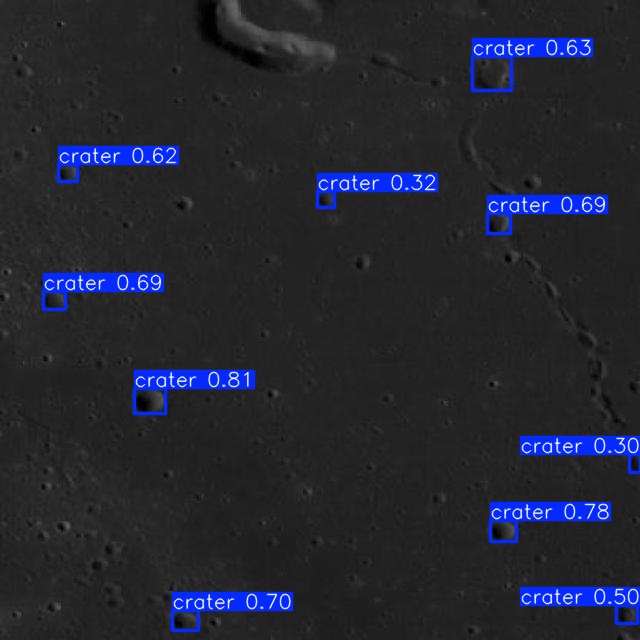 crater 0.63
crater 0.62
crater 0.32
crater 0.69
crater 0.69
crater 0.81
crater 0.30
crater 0.78
crater 0.50
crater 0.70